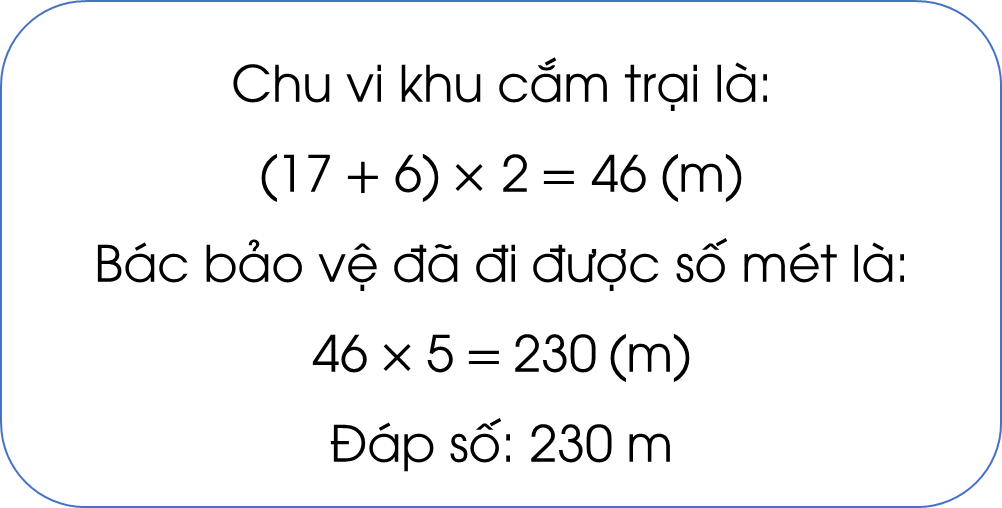 Chu vi khu cắm trại là:
(17 + 6) × 2 = 46 (m)
Bác bảo vệ đã đi được số mét là:
46 × 5 = 230 (m)
Đáp số: 230 m